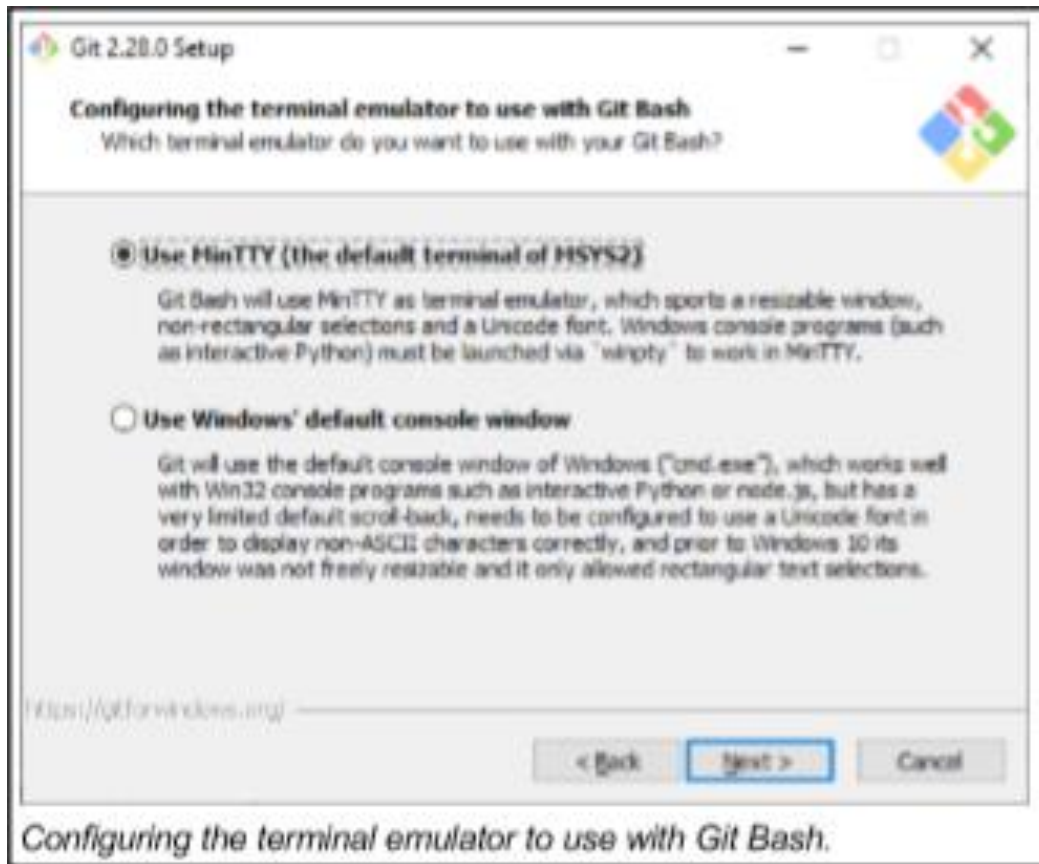 Git 2.28.0 Setup
Configuring the terminal emulator to use with Git Bash
Which terminal emulator do you want to use with your Git Bash?
Use MinTTY (the default terminal of MSYS2)
Git Bash will use MinTTY as terminal emulator, which sports a resizable window,
non-rectangular selections and a Unicode font. Windows console programs (such
as interactive Python) must be launched via `winpty` to work in MinTTY.
Use Windows' default console window
Git will use the default console window of Windows ("cmd.exe"), which works well
with Win32 console programs such as interactive Python or node.js, but has a
very limited default scroll-back, needs to be configured to use a Unicode font in
order to display non-ASCII characters correctly, and prior to Windows 10 its
window was not freely resizable and it only allowed rectangular text selections.
https://gitforwindows.org/
< Back
Next >
Cancel
Configuring the terminal emulator to use with Git Bash.